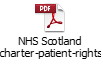 PDF
NHS Scotland
charter-patient-rights